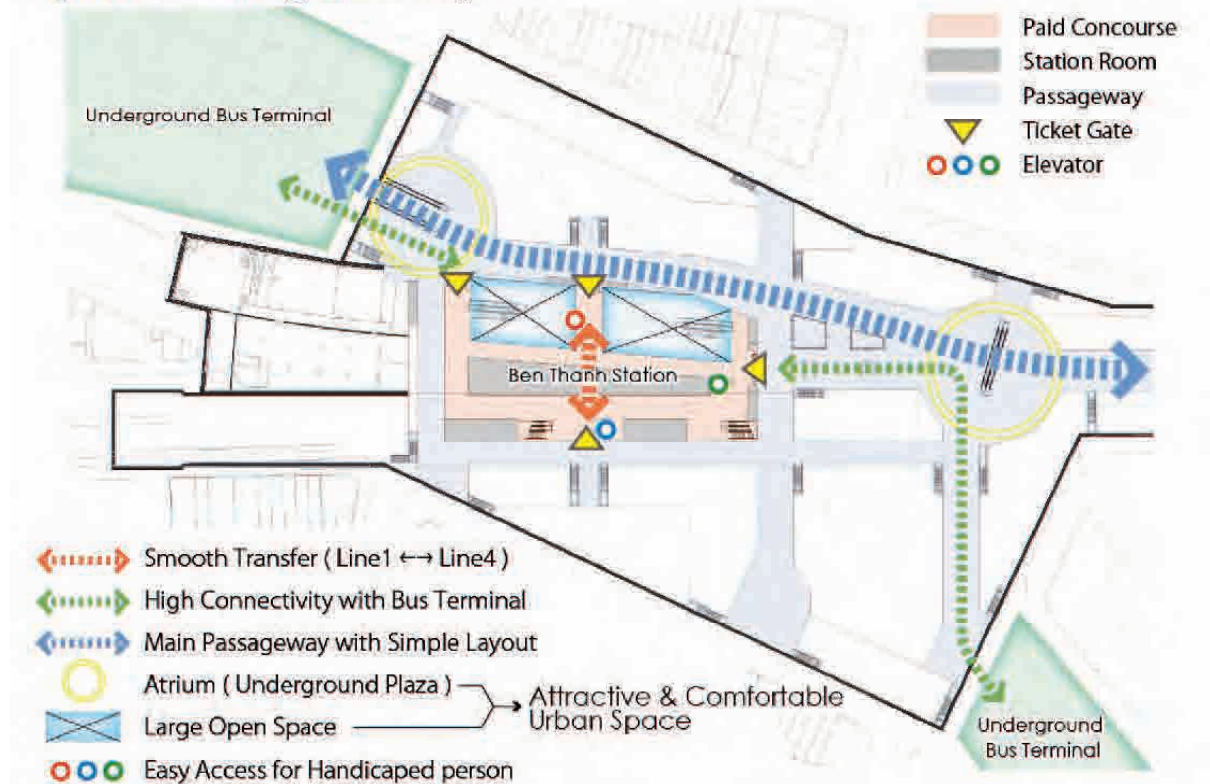 Paid Concourse
Station Room
Passageway
Ticket Gate
Elevator
Underground Bus Terminal
Ben Thanh Station
Smooth Transfer ( Line1 ←→ Line4 )
High Connectivity with Bus Terminal
Main Passageway with Simple Layout
Atrium ( Underground Plaza )
Large Open Space
Attractive & Comfortable
Urban Space
Easy Access for Handicaped person
Underground
Bus Terminal